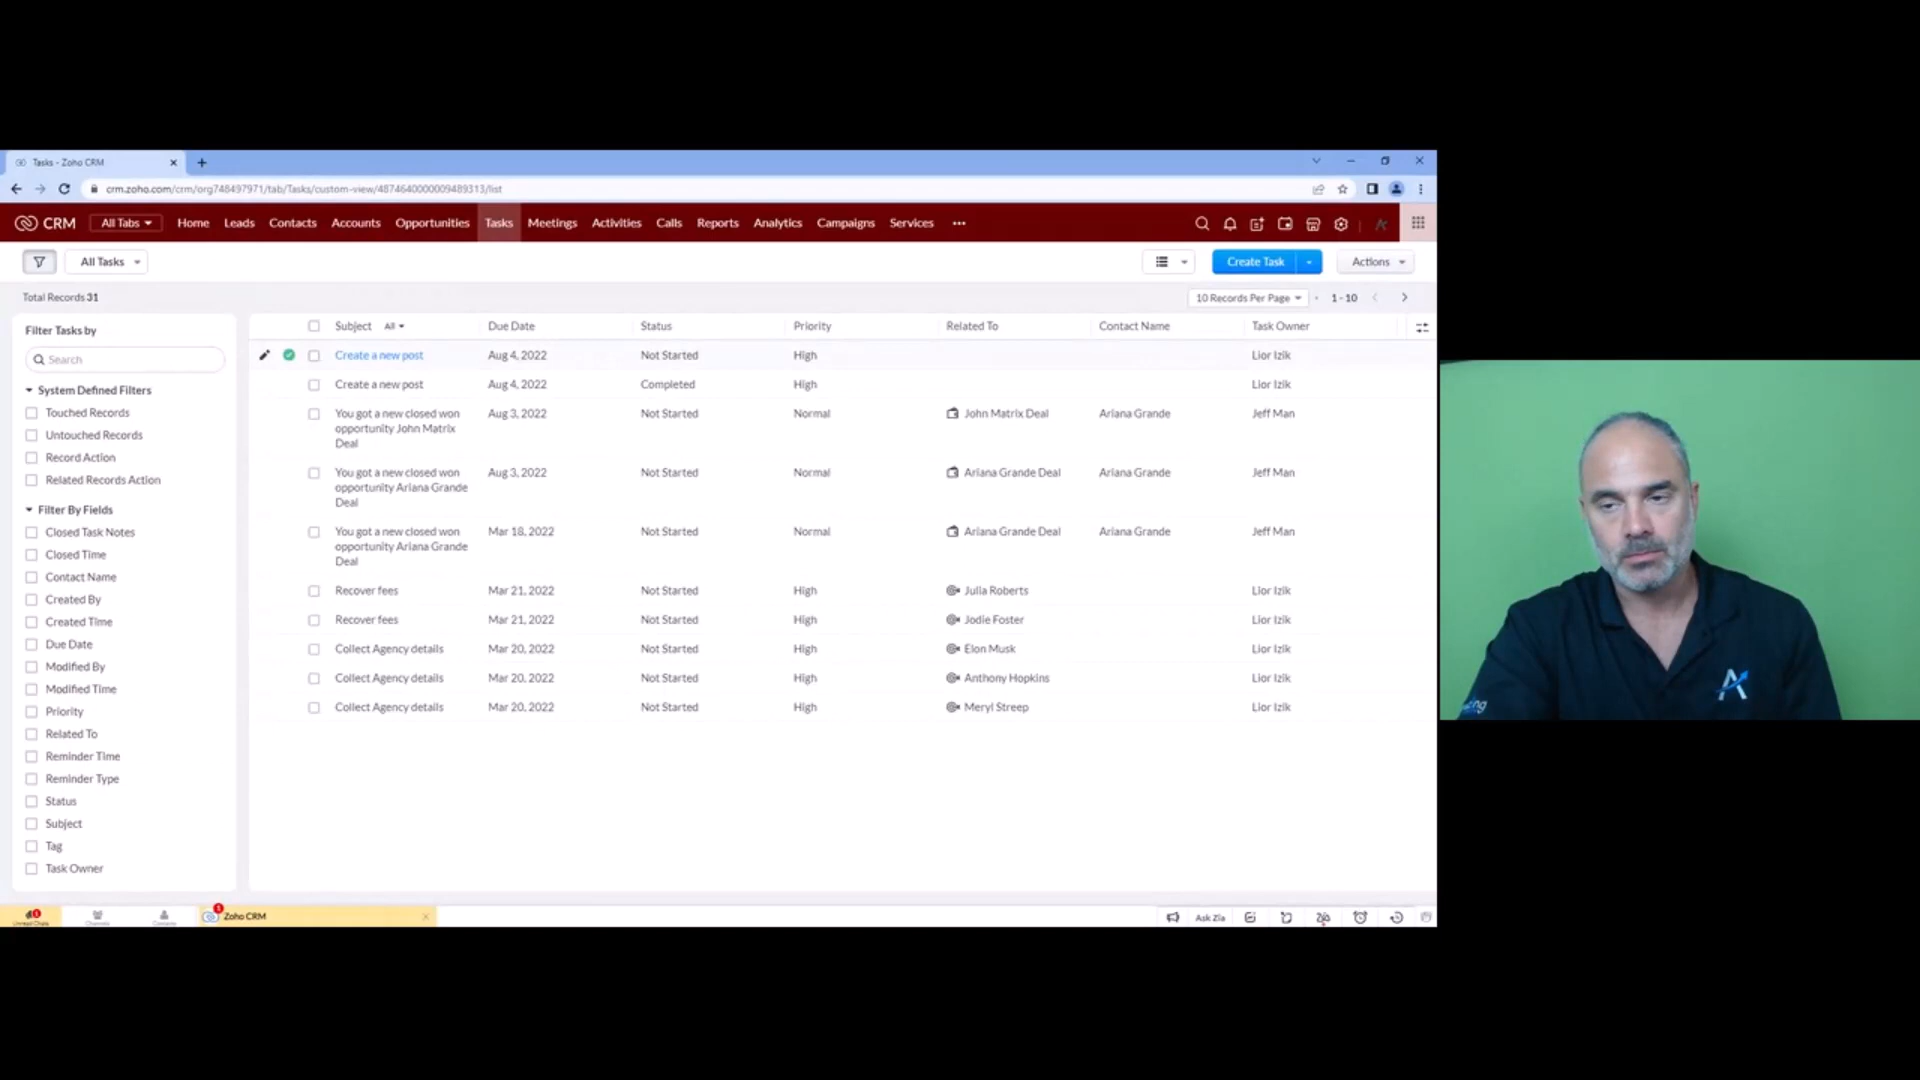 Tasks - Zoho CRM
crm.zoho.com/crm/org748497971/tab/Tasks/custom-view/4874640000009489313/list
CRM All Tabs Home Leads Contacts Accounts Opportunities Tasks Meetings Activities Calls Reports Analytics Campaigns Services
All Tasks Create Task Actions
Total Records 31 10 Records Per Page 1 - 10
Filter Tasks by
Search
System Defined Filters
Touched Records
Untouched Records
Record Action
Related Records Action
Filter By Fields
Closed Task Notes
Closed Time
Contact Name
Created By
Created Time
Due Date
Modified By
Modified Time
Priority
Related To
Reminder Time
Reminder Type
Status
Subject
Tag
Task Owner
Subject All Due Date Status Priority Related To Contact Name Task Owner
Create a new post Aug 4, 2022 Not Started High Lior Izik
Create a new post Aug 4, 2022 Completed High Lior Izik
You got a new closed won Aug 3, 2022 Not Started Normal John Matrix Deal Ariana Grande Jeff Man
opportunity John Matrix
Deal
You got a new closed won Aug 3, 2022 Not Started Normal Ariana Grande Deal Ariana Grande Jeff Man
opportunity Ariana Grande
Deal
You got a new closed won Mar 18, 2022 Not Started Normal Ariana Grande Deal Ariana Grande Jeff Man
opportunity Ariana Grande
Deal
Recover fees Mar 21, 2022 Not Started High Julia Roberts Lior Izik
Recover fees Mar 21, 2022 Not Started High Jodie Foster Lior Izik
Collect Agency details Mar 20, 2022 Not Started High Elon Musk Lior Izik
Collect Agency details Mar 20, 2022 Not Started High Anthony Hopkins Lior Izik
Collect Agency details Mar 20, 2022 Not Started High Meryl Streep Lior Izik
Unread Chats Channels Contacts Zoho CRM Ask Zia